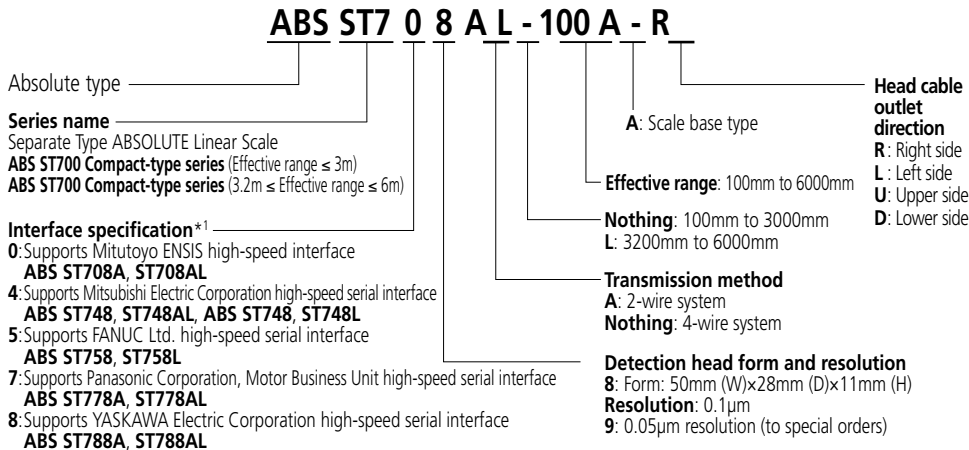 ABS ST7 0 8 A L - 100 A - R
Absolute type
Series name
Separate Type ABSOLUTE Linear Scale
ABS ST700 Compact-type series (Effective range ≤ 3m)
ABS ST700 Compact-type series (3.2m ≤ Effective range ≤ 6m)
Interface specification*1
0:Supports Mitutoyo ENSIS high-speed interface
ABS ST708A, ST708AL
4:Supports Mitsubishi Electric Corporation high-speed serial interface
ABS ST748, ST748AL, ABS ST748, ST748L
5:Supports FANUC Ltd. high-speed serial interface
ABS ST758, ST758L
7:Supports Panasonic Corporation, Motor Business Unit high-speed serial interface
ABS ST778A, ST778AL
8:Supports YASKAWA Electric Corporation high-speed serial interface
ABS ST788A, ST788AL
A: Scale base type
Effective range: 100mm to 6000mm
Nothing: 100mm to 3000mm
L: 3200mm to 6000mm
Transmission method
A: 2-wire system
Nothing: 4-wire system
Detection head form and resolution
8: Form: 50mm (W)×28mm (D)×11mm (H)
Resolution: 0.1µm
9: 0.05µm resolution (to special orders)
Head cable
outlet
direction
R: Right side
L : Left side
U: Upper side
D: Lower side